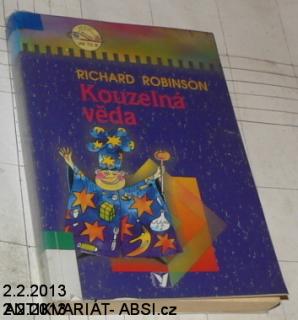 RICHARD ROBINSON
Kouzelná
věda
2.2.2013
ANTIKVARIÁT- ABSI.cz